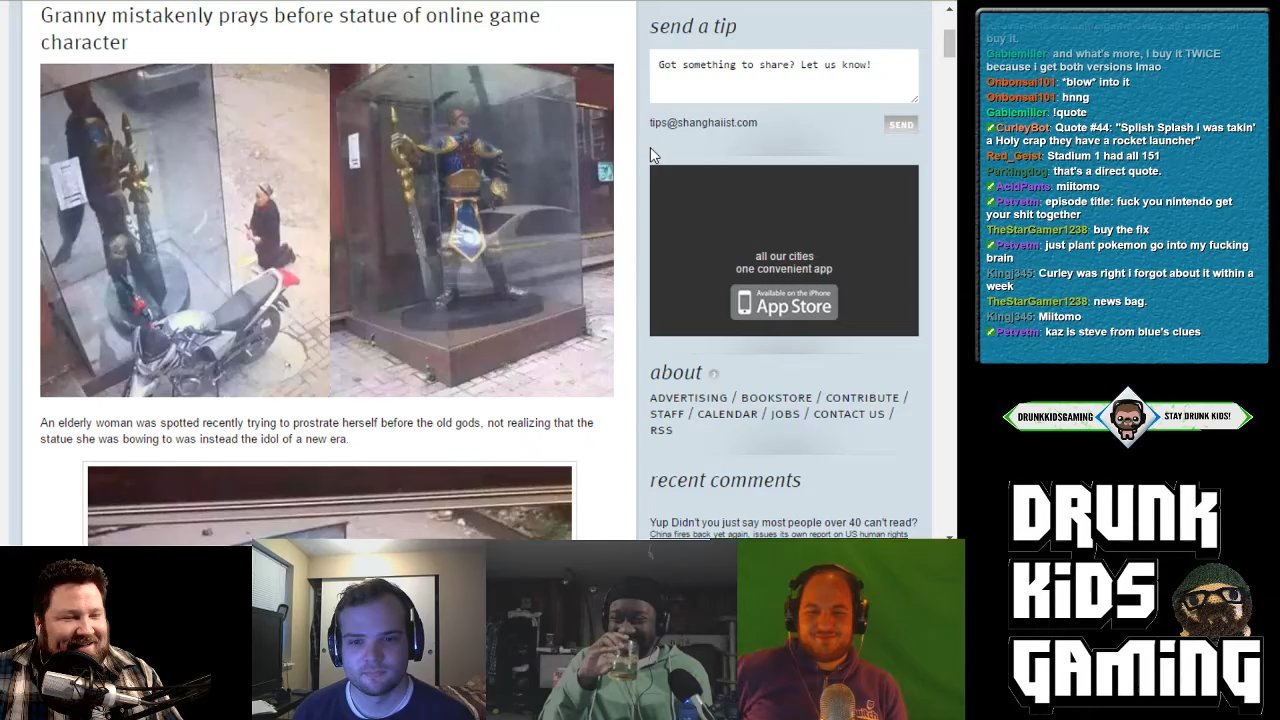 Granny mistakenly prays before statue of online game
character
An elderly woman was spotted recently trying to prostrate herself before the old gods, not realizing that the
statue she was bowing to was instead the idol of a new era.
send a tip
Got something to share? Let us know!
tips@shanghaiist.com
SEND
all our cities
one convenient app
Available on the iPhone
App Store
about
ADVERTISING / BOOKSTORE / CONTRIBUTE /
STAFF / CALENDAR / JOBS / CONTACT US /
RSS
recent comments
Yup Didn't you just say most people over 40 can't read?
China fires back yet again, issues its own report on US human rights
buy it.
Gabiemiller: and what's more, I buy it TWICE
because i get both versions lmao
Ohbonsai101: *blow* into it
Ohbonsai101: hnng
Gabiemiller: !quote
CurleyBot: Quote #44: "Splish Splash I was takin'
a Holy crap they have a rocket launcher"
Red_Geist: Stadium 1 had all 151
Parkingdog: that's a direct quote.
AcidPants: miitomo
Petvetm: episode title: fuck you nintendo get
your shit together
TheStarGamer1238: buy the fix
Petvetm: just plant pokemon go into my fucking
brain
Kingj345: Curley was right i forgot about it within a
week
TheStarGamer1238: news bag.
Kingj345: Miitomo
Petvetm: kaz is steve from blue's clues
DRUNKKIDSGAMING
STAY DRUNK KIDS!
DRUNK
KiDS
GAMiNG